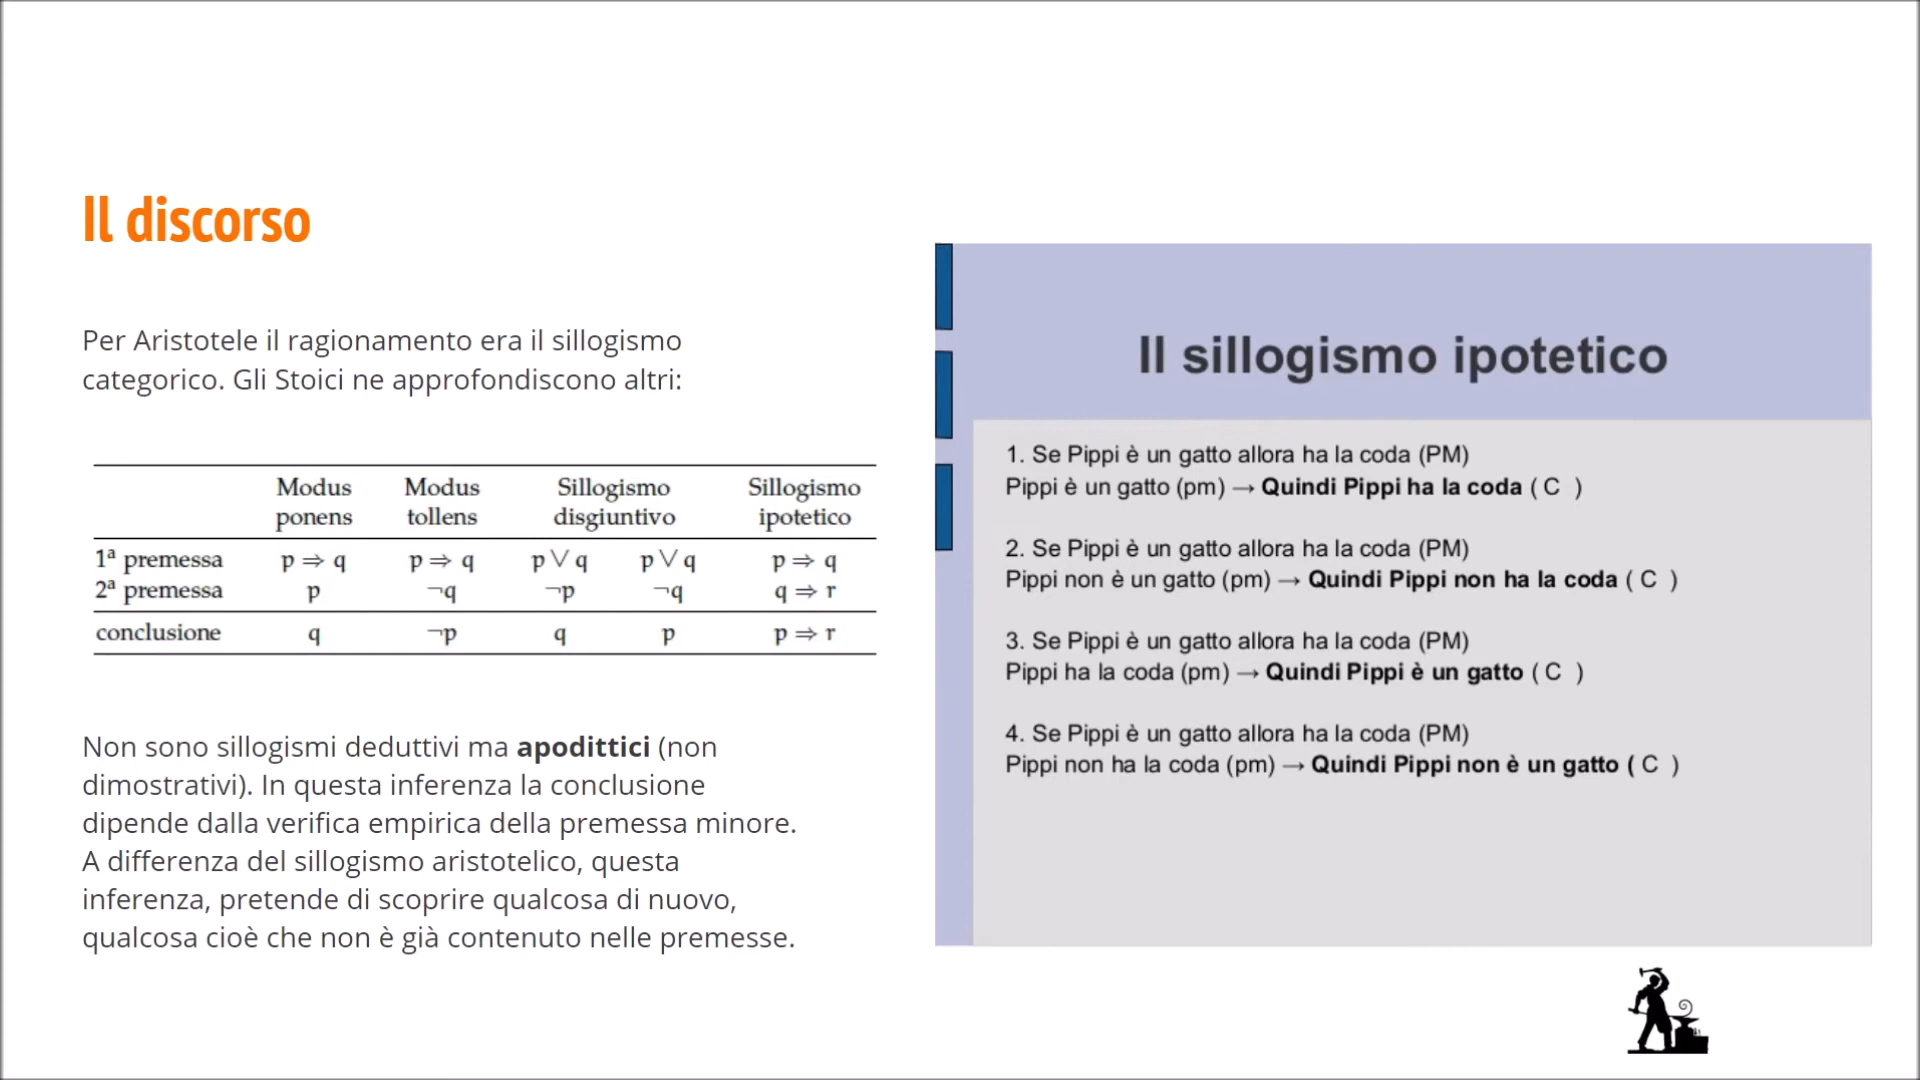 Il discorso
Per Aristotele il ragionamento era il sillogismo
categorico. Gli Stoici ne approfondiscono altri:
Modus Modus Sillogismo Sillogismo
ponens tollens disgiuntivo ipotetico
1ª premessa p ⇒ q p ⇒ q p ∨ q p ∨ q p ⇒ q
2ª premessa p ¬q ¬p ¬q q ⇒ r
conclusione q ¬p q p p ⇒ r
Non sono sillogismi deduttivi ma apodittici (non
dimostrativi). In questa inferenza la conclusione
dipende dalla verifica empirica della premessa minore.
A differenza del sillogismo aristotelico, questa
inferenza, pretende di scoprire qualcosa di nuovo,
qualcosa cioè che non è già contenuto nelle premesse.
Il sillogismo ipotetico
1. Se Pippi è un gatto allora ha la coda (PM)
Pippi è un gatto (pm) → Quindi Pippi ha la coda ( C )
2. Se Pippi è un gatto allora ha la coda (PM)
Pippi non è un gatto (pm) → Quindi Pippi non ha la coda ( C )
3. Se Pippi è un gatto allora ha la coda (PM)
Pippi ha la coda (pm) → Quindi Pippi è un gatto ( C )
4. Se Pippi è un gatto allora ha la coda (PM)
Pippi non ha la coda (pm) → Quindi Pippi non è un gatto ( C )